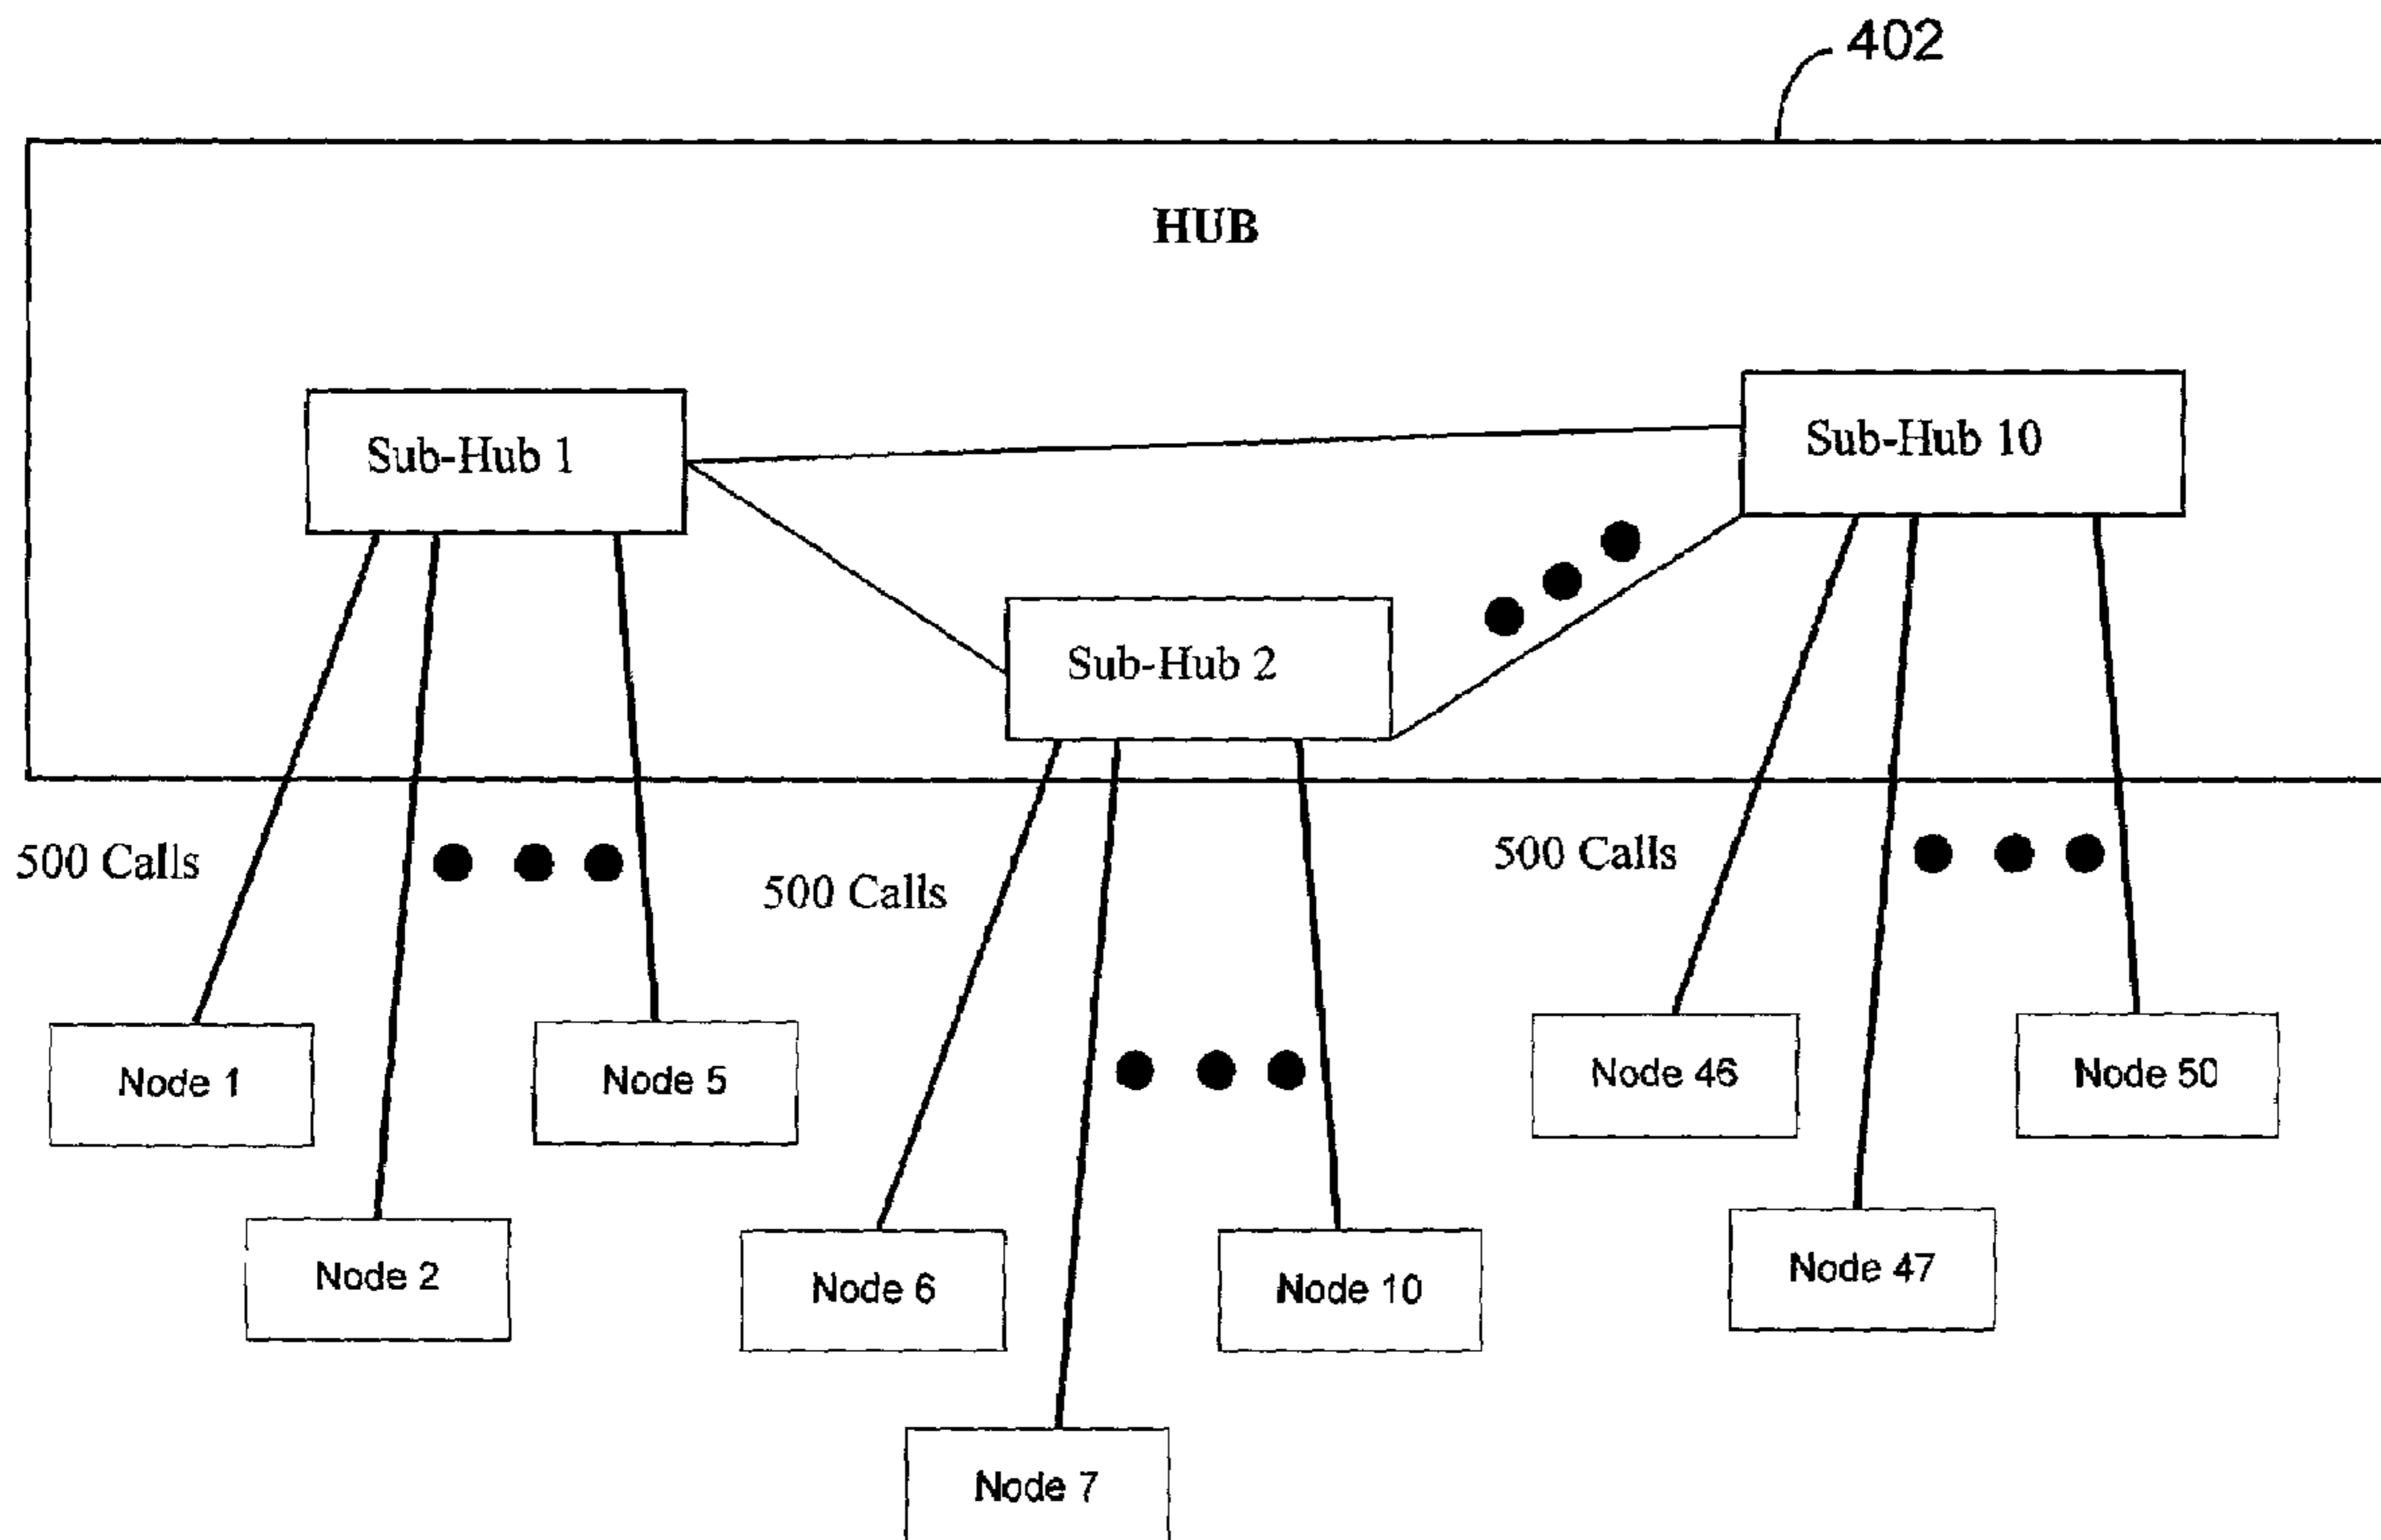 402
HUB
Sub-Hub 1
Sub-Hub 10
Sub-Hub 2
500 Calls
500 Calls
500 Calls
Node 1
Node 5
Node 46
Node 50
Node 2
Node 6
Node 10
Node 47
Node 7